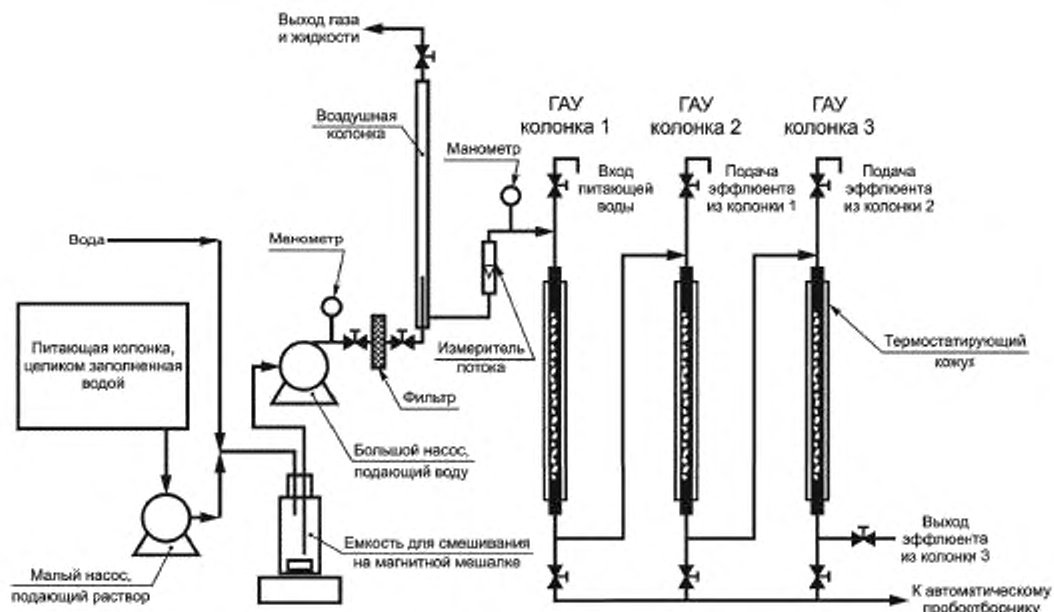 Выход газа
и жидкости
Воздушная
колонка
Манометр
ГАУ
колонка 1
ГАУ
колонка 2
ГАУ
колонка 3
Вход
питающей
воды
Подача
эффлюента
из колонки 1
Подача
эффлюента
из колонки 2
Вода
Манометр
Питающая колонка,
целиком заполненная
водой
Измеритель
потока
Фильтр
Термостатирующий
кожух
Большой насос,
подающий воду
Емкость для смешивания
на магнитной мешалке
Малый насос,
подающий раствор
Выход
эффлюента
из колонки 3
К автоматическому
пробоотборнику